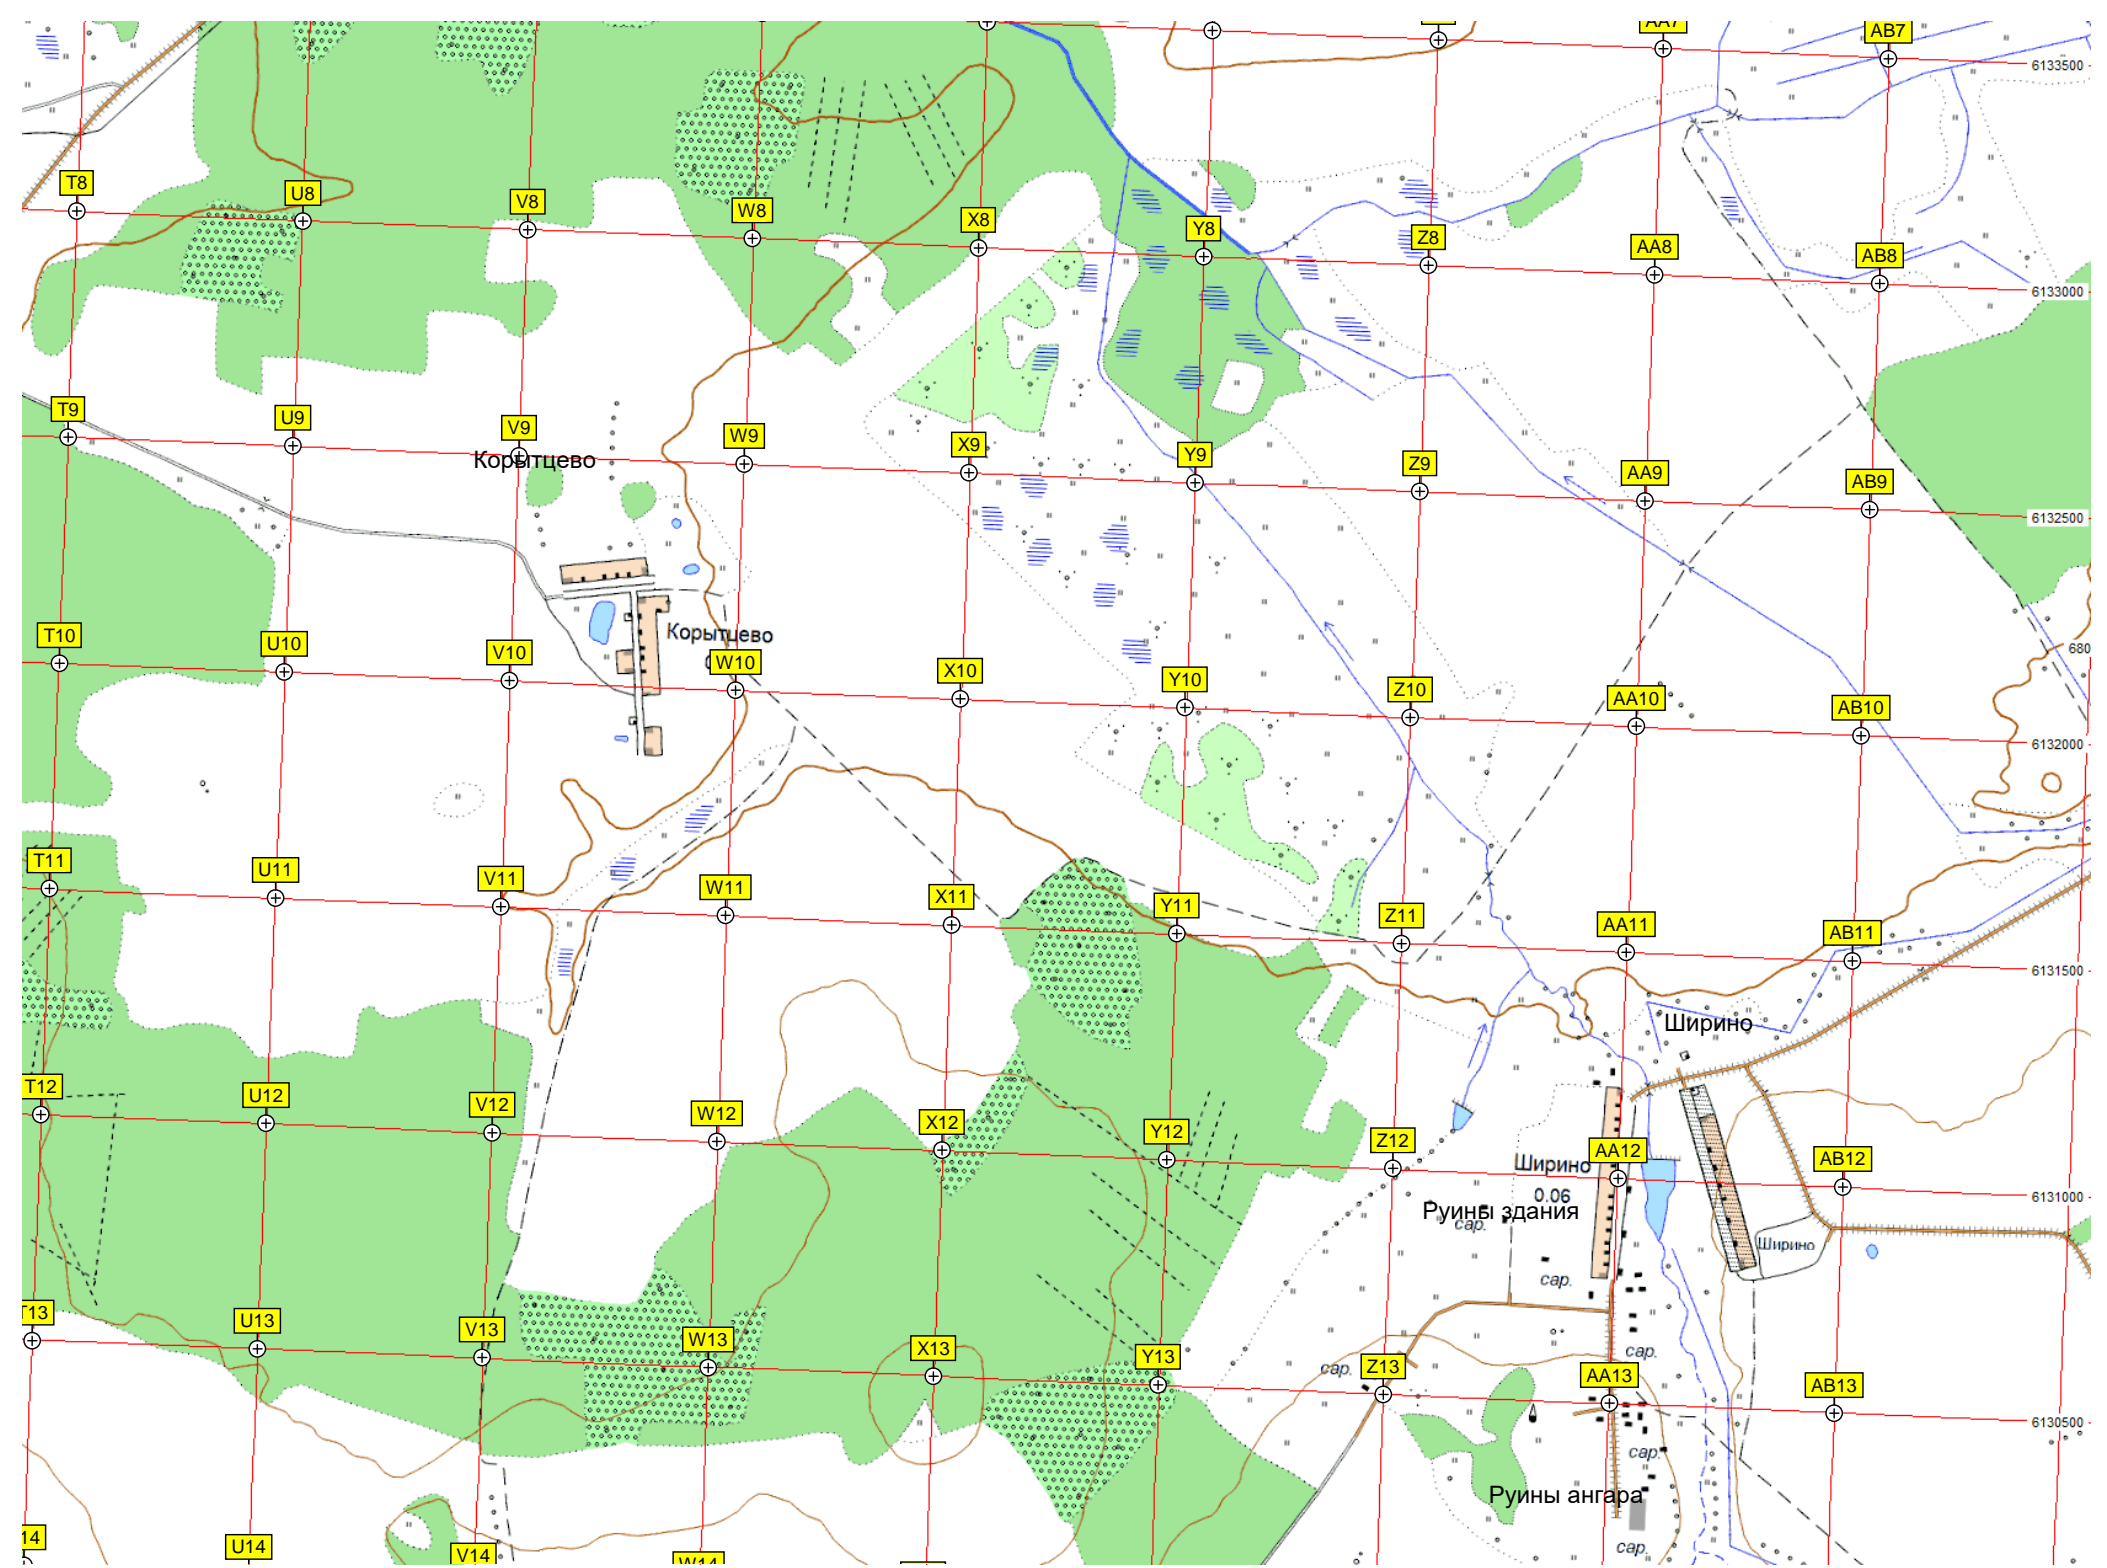 AA7
AB7
6133500
T8
U8
V8
W8
X8
Y8
Z8
AA8
AB8
6133000
T9
U9
V9
W9
X9
Y9
Z9
AA9
AB9
Корытцево
6132500
T10
U10
V10
Корытцево
W10
X10
Y10
Z10
AA10
AB10
680
6132000
T11
U11
V11
W11
X11
Y11
Z11
AA11
AB11
6131500
Ширино
T12
U12
V12
W12
X12
Y12
Z12
AA12
AB12
Ширино
0.06
6131000
Руины здания
сар.
Ширино
сар.
T13
U13
V13
W13
X13
Y13
Z13
AA13
AB13
сар.
сар.
6130500
сар.
Руины ангара
14
U14
V14
W14
сар.